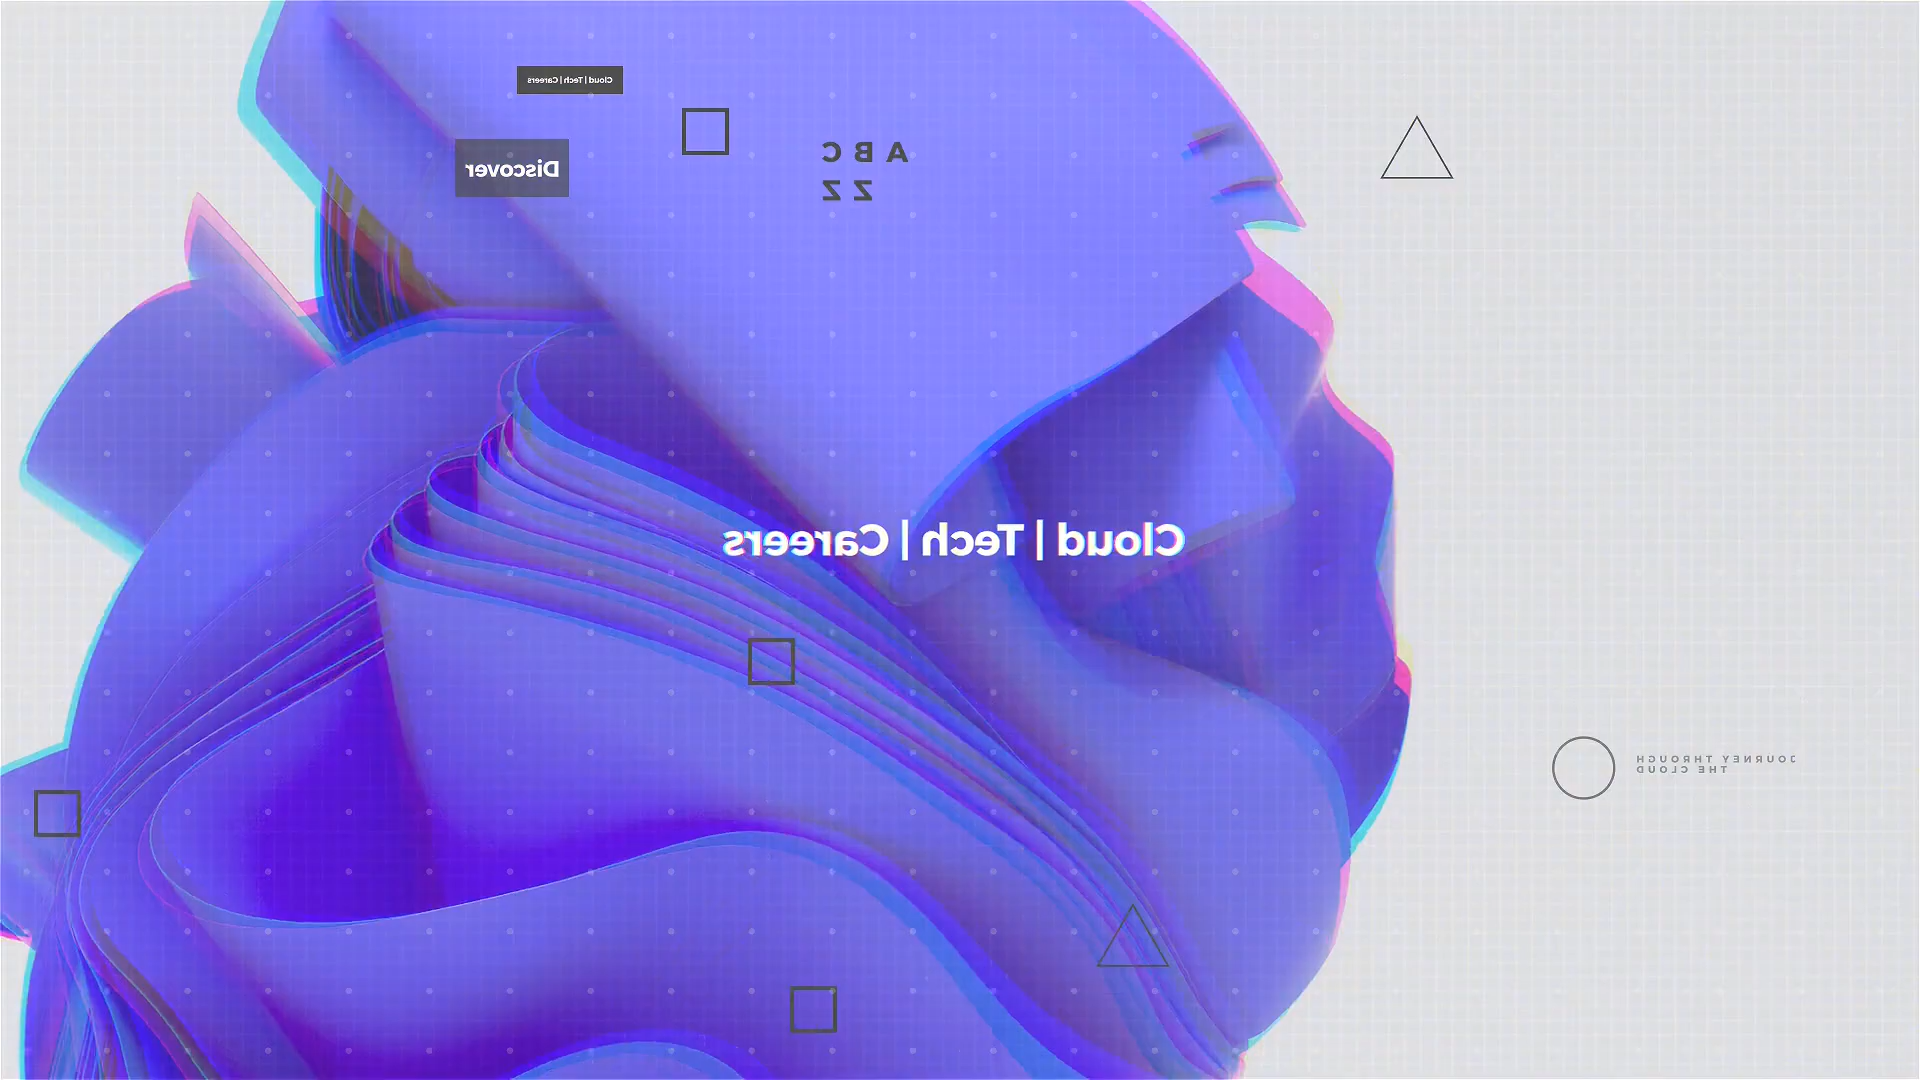 Cloud | Tech | Careers
Discover
A B C
Z Z
Cloud | Tech | Careers
JOURNEY THROUGH
THE CLOUD